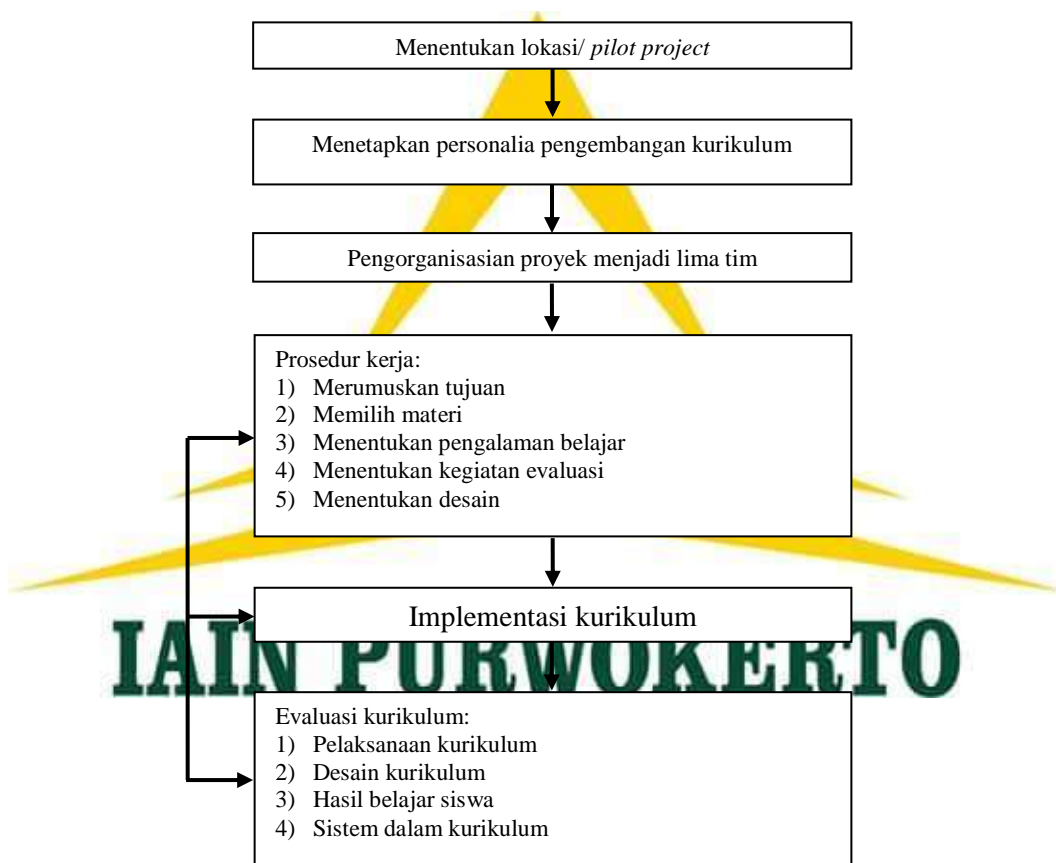 Menentukan lokasi/ pilot project
Menetapkan personalia pengembangan kurikulum
Pengorganisasian proyek menjadi lima tim
Prosedur kerja:
1) Merumuskan tujuan
2) Memilih materi
3) Menentukan pengalaman belajar
4) Menentukan kegiatan evaluasi
5) Menentukan desain
Implementasi kurikulum
IAIN PURWOKERTO
Evaluasi kurikulum:
1) Pelaksanaan kurikulum
2) Desain kurikulum
3) Hasil belajar siswa
4) Sistem dalam kurikulum